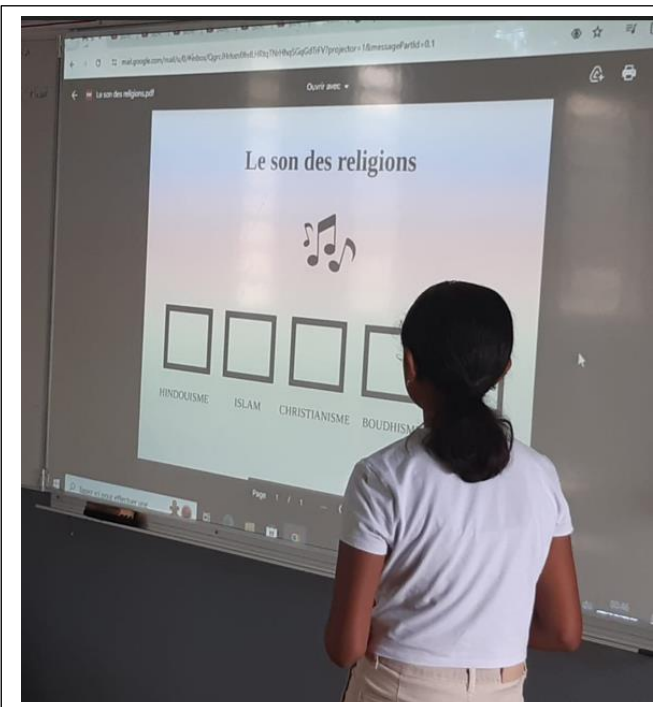 Le son des religions.pdf
Ouvrir avec
Le son des religions
HINDOUISME
ISLAM
CHRISTIANISME
BOUDHISM
Page 1 / 1